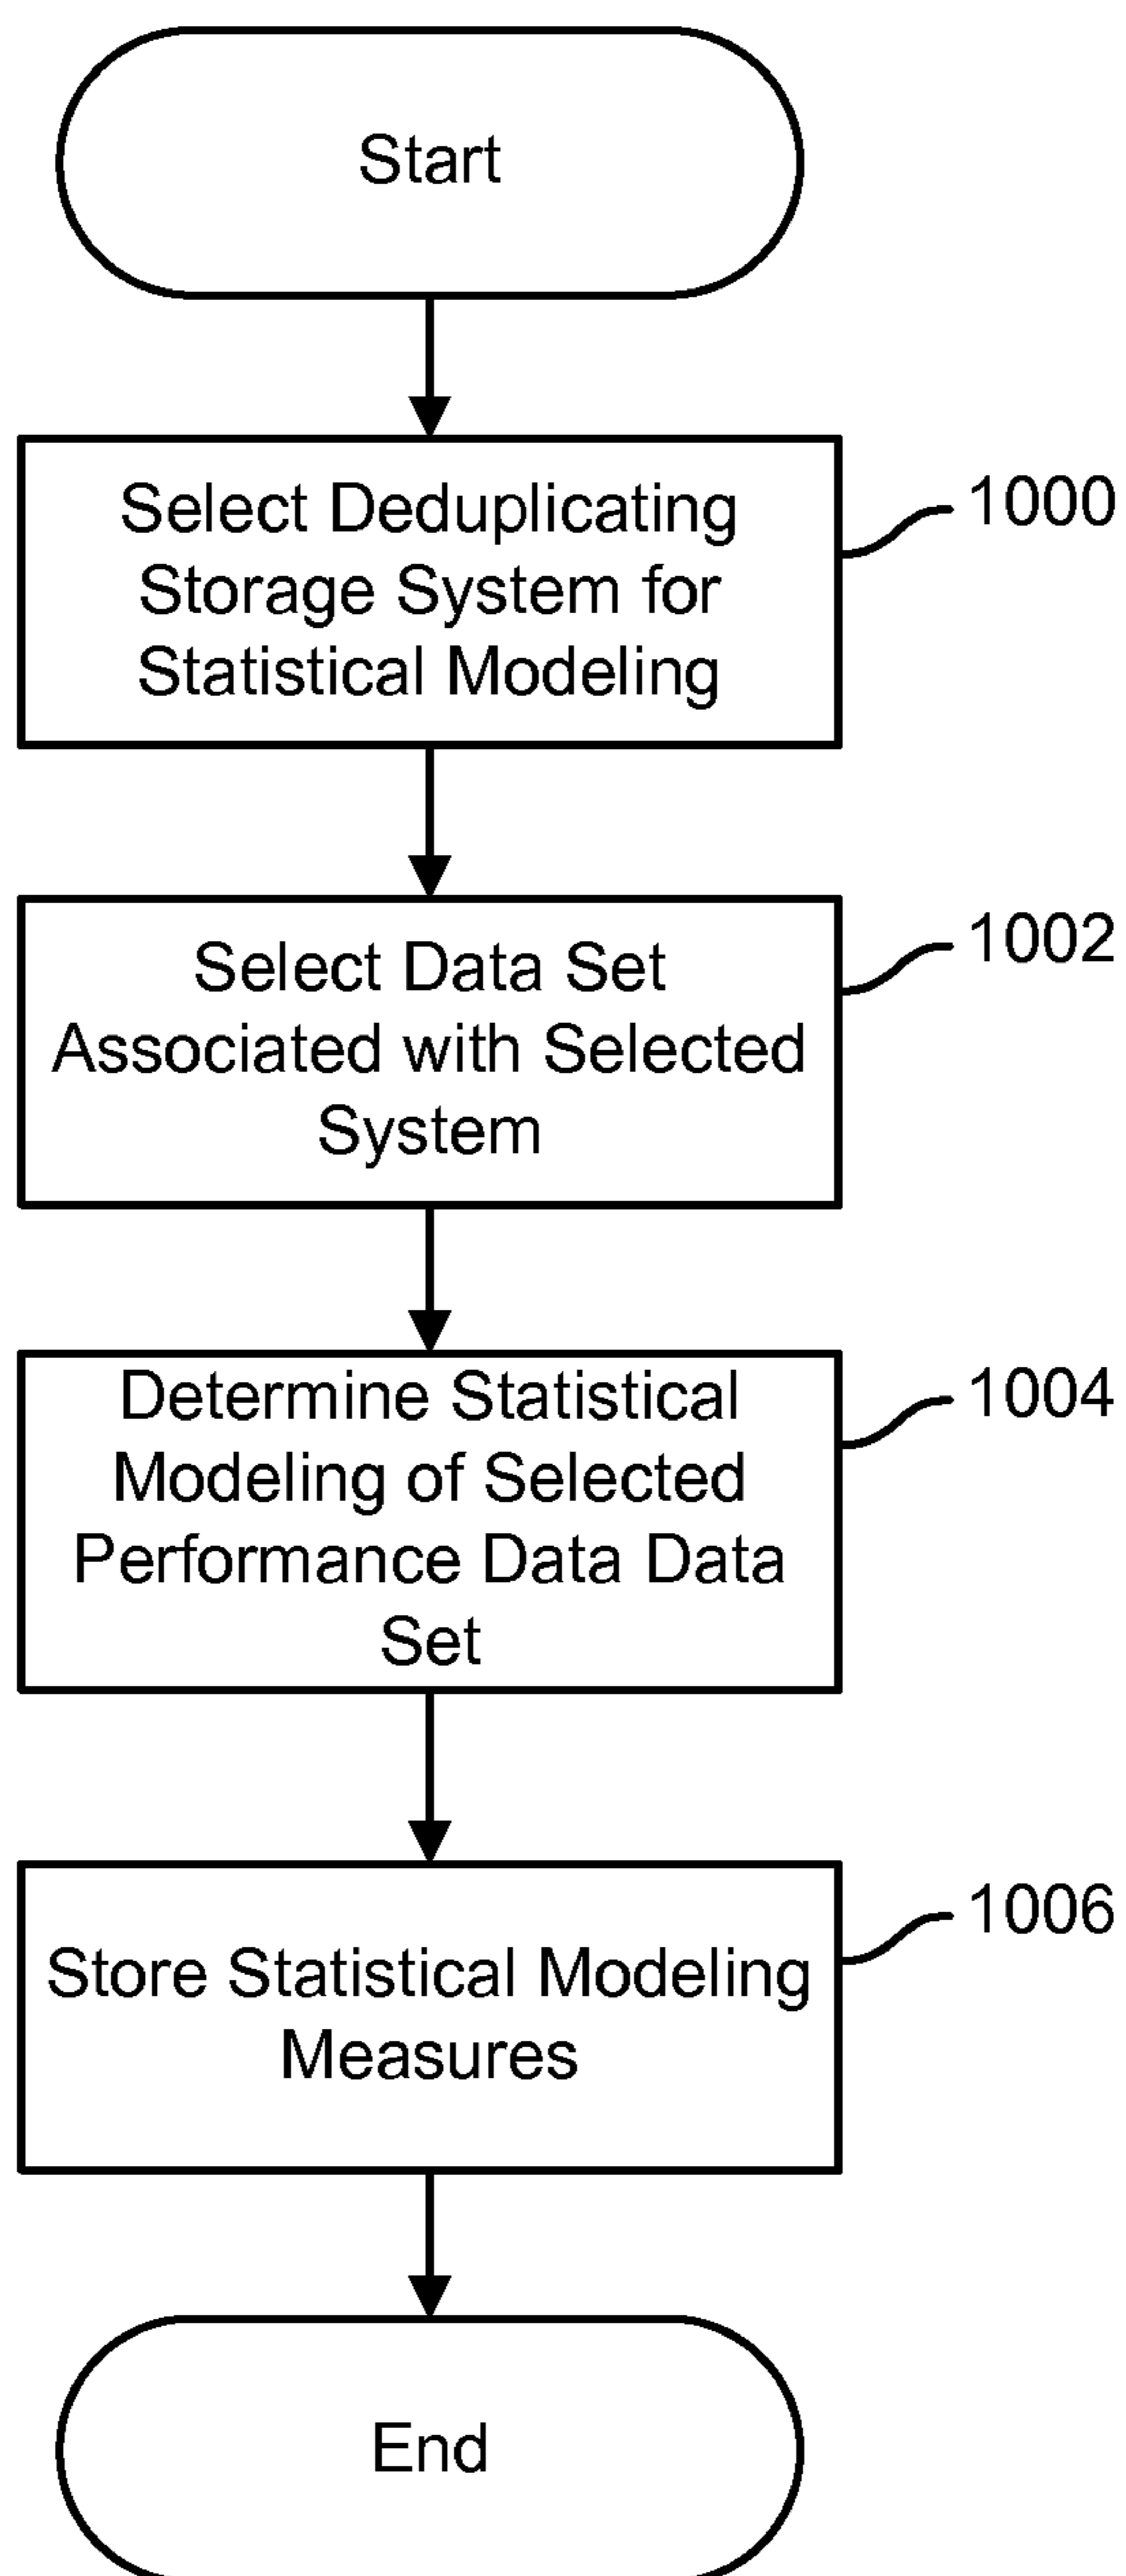 Start
Select Deduplicating
Storage System for
Statistical Modeling
1000
Select Data Set
Associated with Selected
System
1002
Determine Statistical
Modeling of Selected
Performance Data Data
Set
1004
Store Statistical Modeling
Measures
1006
End